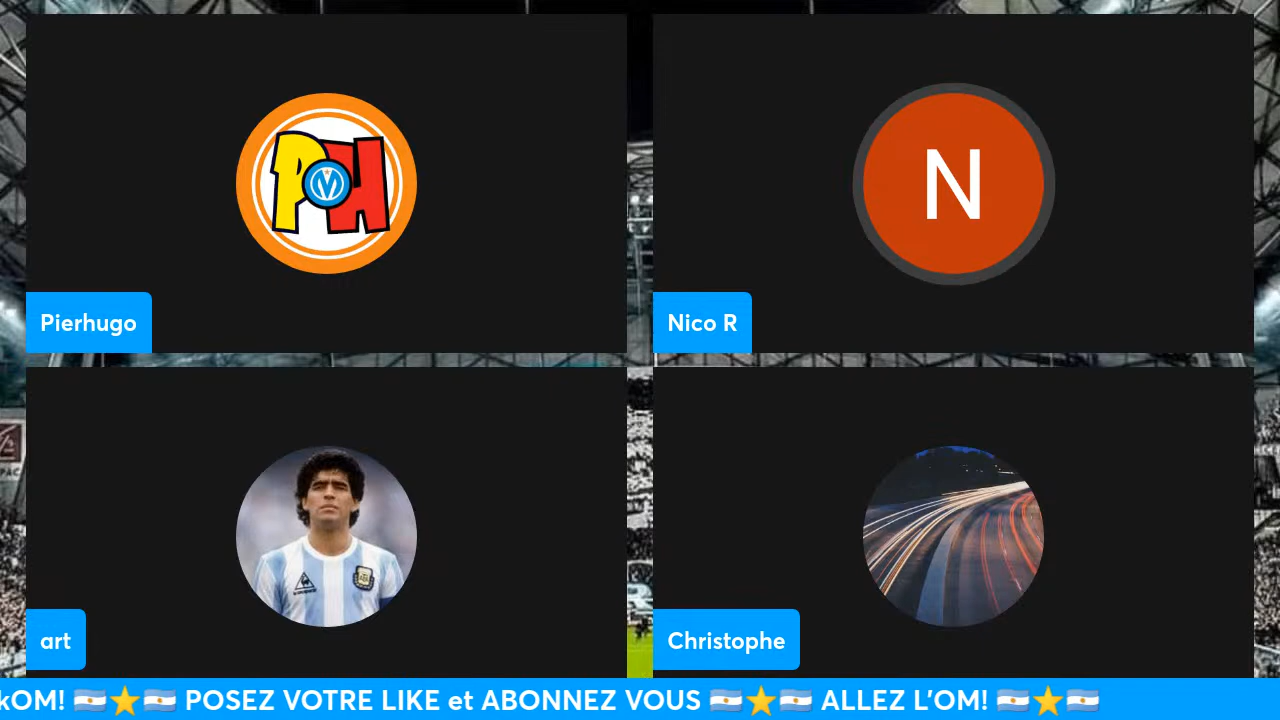 PH
M
Pierhugo
N
Nico R
art
Christophe
kOM! 🇦🇷⭐🇦🇷 POSEZ VOTRE LIKE et ABONNEZ VOUS 🇦🇷⭐🇦🇷 ALLEZ L'OM! 🇦🇷⭐🇦🇷